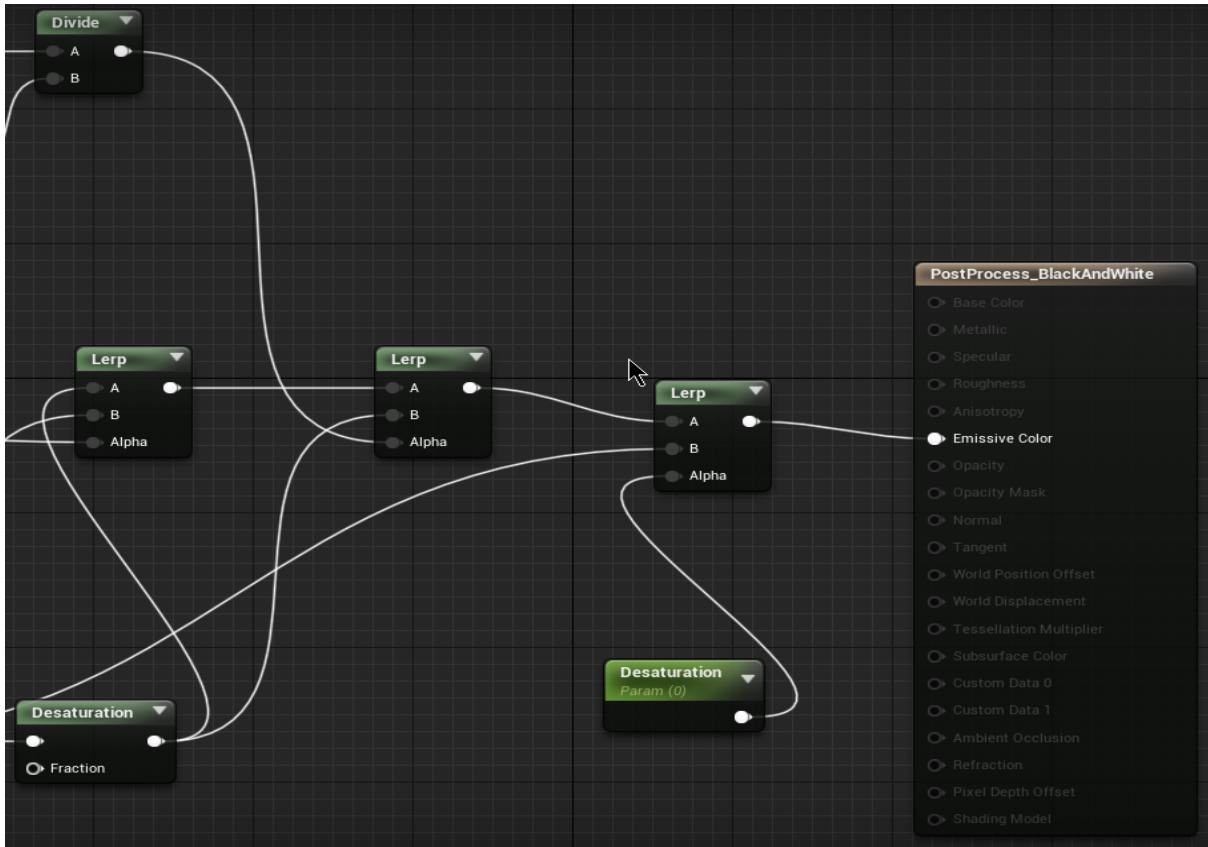 Divide
A
B
Lerp
A
B
Alpha
Lerp
A
B
Alpha
Lerp
A
B
Alpha
Desaturation
Fraction
Desaturation
Param (0)
PostProcess_BlackAndWhite
Base Color
Metallic
Specular
Roughness
Anisotropy
Emissive Color
Opacity
Opacity Mask
Normal
Tangent
World Position Offset
World Displacement
Tessellation Multiplier
Subsurface Color
Custom Data 0
Custom Data 1
Ambient Occlusion
Refraction
Pixel Depth Offset
Shading Model